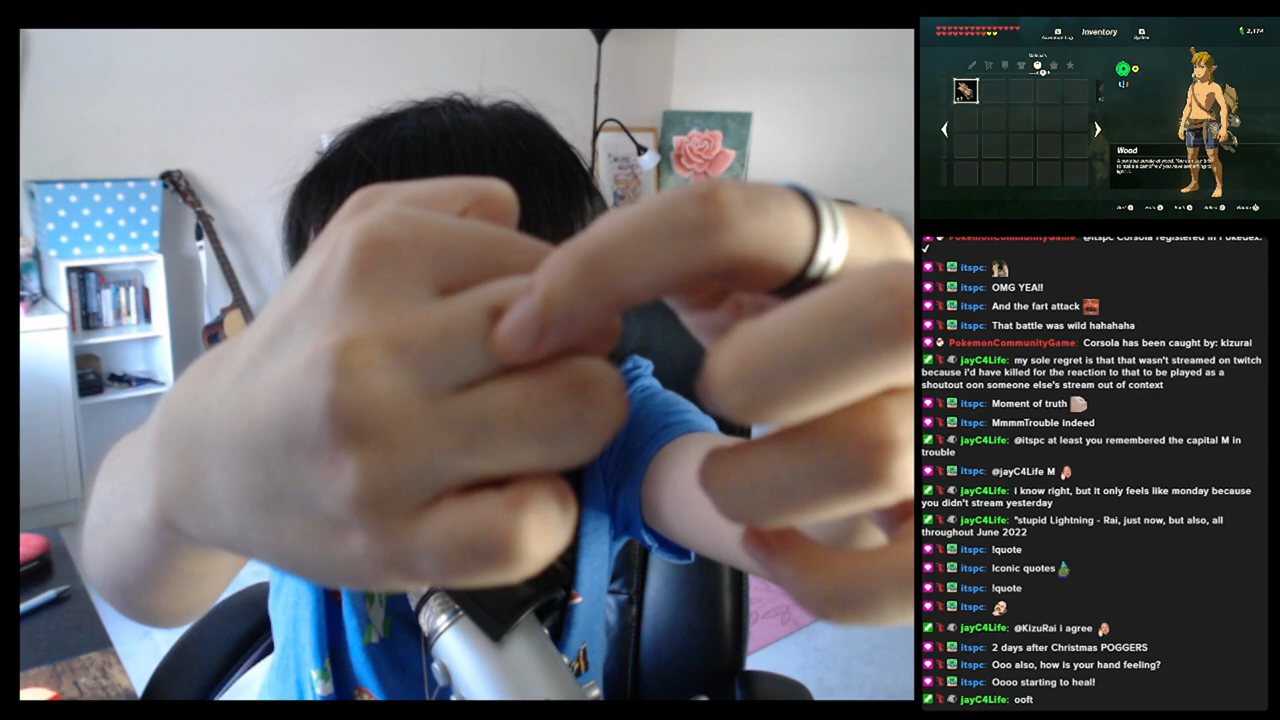 Inventory
2,174
Materials
Wood
PokemonCommunityGame: @itspc Corsola registered in Pokedex.
✓
itspc:
itspc: OMG YEA!!
itspc: And the fart attack
itspc: That battle was wild hahahaha
PokemonCommunityGame: Corsola has been caught by: kizurai
jayC4Life: my sole regret is that that wasn't streamed on twitch
because i'd have killed for the reaction to that to be played as a
shoutout oon someone else's stream out of context
itspc: Moment of truth
itspc: MmmmTrouble indeed
jayC4Life: @itspc at least you remembered the capital M in
trouble
itspc: @jayC4Life M
jayC4Life: I know right, but it only feels like monday because
you didn't stream yesterday
jayC4Life: "stupid Lightning - Rai, just now, but also, all
throughout June 2022
itspc: !quote
itspc: Iconic quotes
itspc: !quote
itspc:
jayC4Life: @KizuRai i agree
itspc: 2 days after Christmas POGGERS
itspc: Ooo also, how is your hand feeling?
itspc: Oooo starting to heal!
jayC4Life: ooft